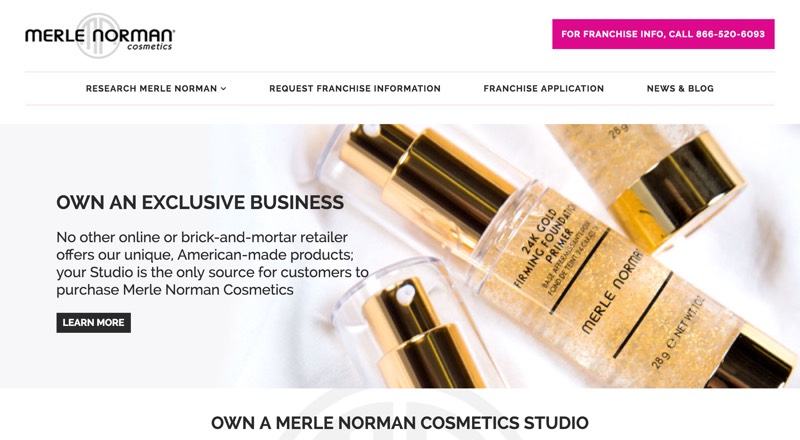 MERLE NORMAN
cosmetics
FOR FRANCHISE INFO, CALL 866-520-6093
RESEARCH MERLE NORMAN
REQUEST FRANCHISE INFORMATION
FRANCHISE APPLICATION
NEWS & BLOG
OWN AN EXCLUSIVE BUSINESS
No other online or brick-and-mortar retailer
offers our unique, American-made products;
your Studio is the only source for customers to
purchase Merle Norman Cosmetics
LEARN MORE
28g
24K GOLD
FIRMING FOUNDATION
PRIMER
MERLE NORMAN
28g e NET WT. 1 OZ.
OWN A MERLE NORMAN COSMETICS STUDIO